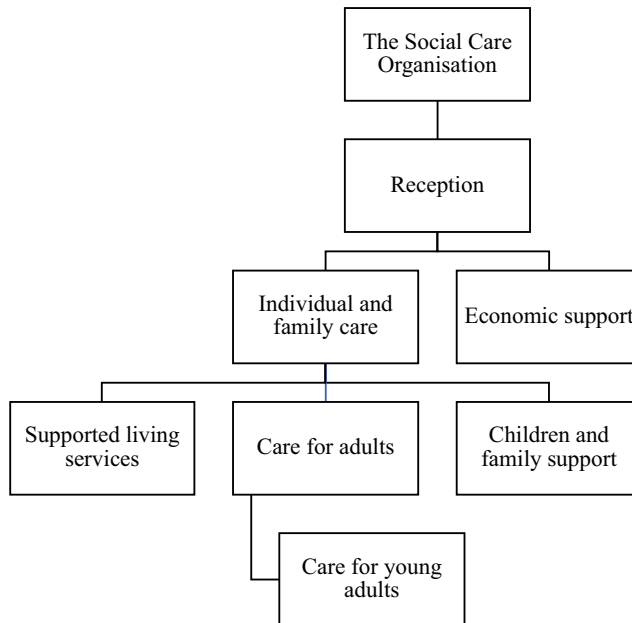 The Social Care
Organisation
Reception
Individual and
family care
Economic support
Supported living
services
Care for adults
Children and
family support
Care for young
adults